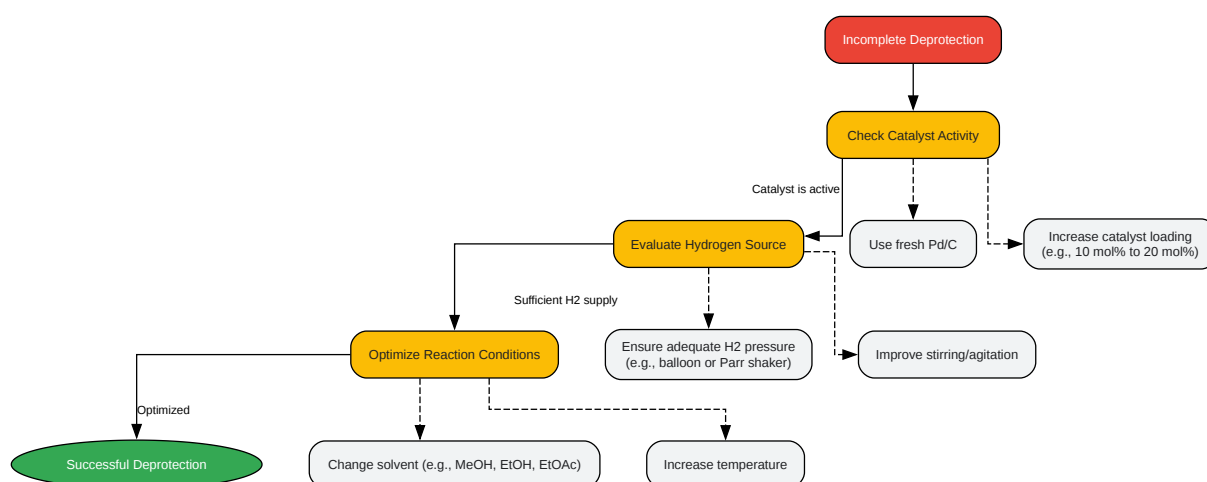 Incomplete Deprotection
Check Catalyst Activity
Catalyst is active
Evaluate Hydrogen Source
Use fresh Pd/C
Increase catalyst loading
(e.g., 10 mol% to 20 mol%)
Sufficient H2 supply
Optimize Reaction Conditions
Ensure adequate H2 pressure
(e.g., balloon or Parr shaker)
Improve stirring/agitation
Optimized
Successful Deprotection
Change solvent (e.g., MeOH, EtOH, EtOAc)
Increase temperature